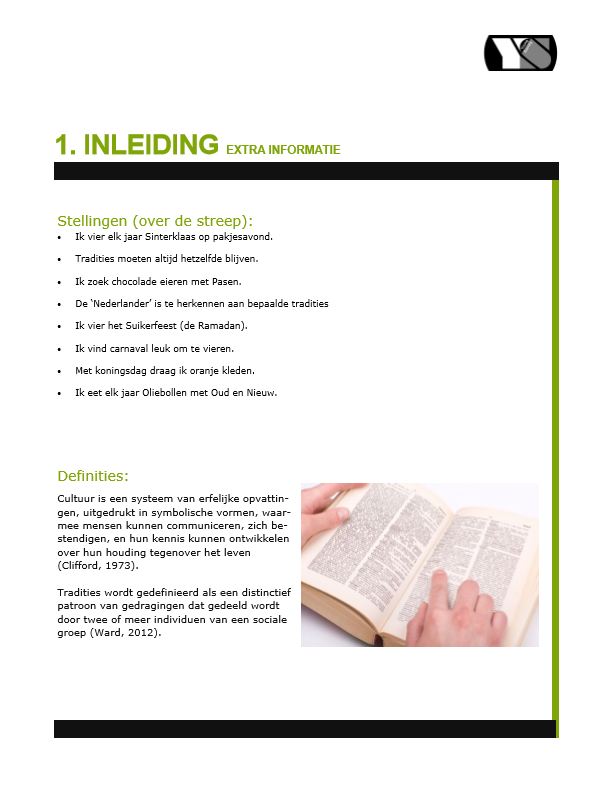 YfS
1. INLEIDING EXTRA INFORMATIE
Stellingen (over de streep):
• Ik vier elk jaar Sinterklaas op pakjesavond.
• Tradities moeten altijd hetzelfde blijven.
• Ik zoek chocolade eieren met Pasen.
• De ‘Nederlander’ is te herkennen aan bepaalde tradities
• Ik vier het Suikerfeest (de Ramadan).
• Ik vind carnaval leuk om te vieren.
• Met koningsdag draag ik oranje kleden.
• Ik eet elk jaar Oliebollen met Oud en Nieuw.
Definities:
Cultuur is een systeem van erfelijke opvattin-
gen, uitgedrukt in symbolische vormen, waar-
mee mensen kunnen communiceren, zich be-
stendigen, en hun kennis kunnen ontwikkelen
over hun houding tegenover het leven
(Clifford, 1973).
Tradities wordt gedefinieerd als een distinctief
patroon van gedragingen dat gedeeld wordt
door twee of meer individuen van een sociale
groep (Ward, 2012).